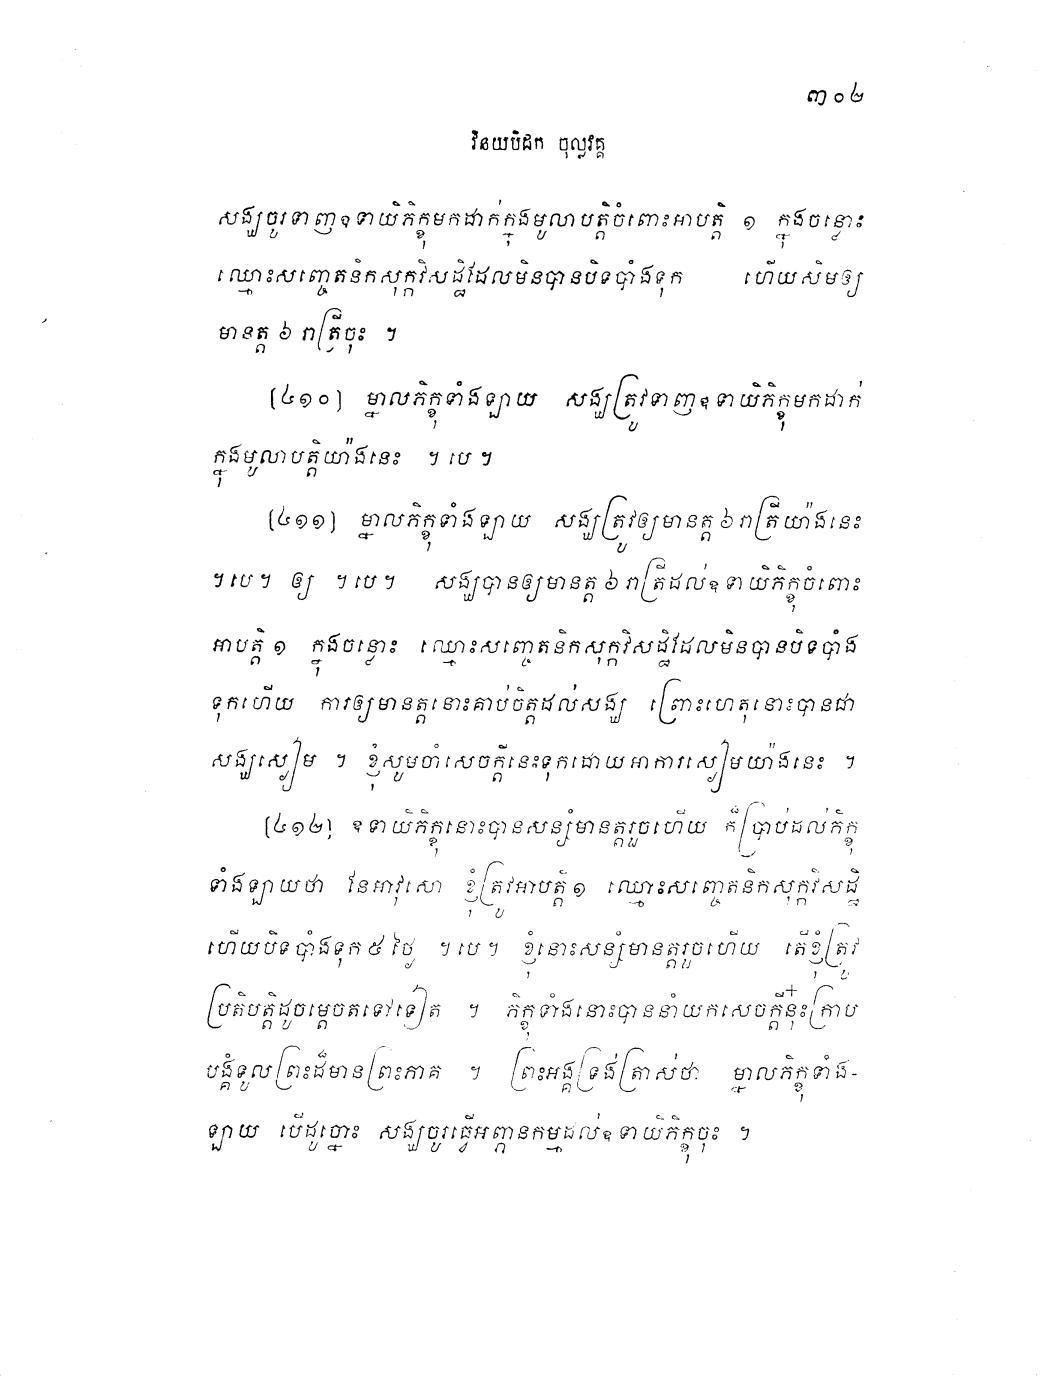 ៣០២
វិនយបិដក ចុល្លវគ្គ
សង្ឃចូរទាញឧទាយិភិក្ខុមកដាក់ក្នុងមូលាបត្តិចំពោះអាបត្តិ ១ ក្នុងចន្លោះ
ឈ្មោះសញ្ចេតនិកសុក្កវិសដ្ឋិដែលមិនបានបិទបាំងទុក ហើយសិមឲ្យ
មានត្ត ៦ រាត្រីចុះ ។
(៤១០) ម្នាលភិក្ខុទាំងឡាយ សង្ឃត្រូវទាញឧទាយិភិក្ខុមកដាក់
ក្នុងមូលាបត្តិយ៉ាងនេះ ។ បេ ។
(៤១១) ម្នាលភិក្ខុទាំងឡាយ សង្ឃត្រូវឲ្យមានត្ត ៦ រាត្រីយ៉ាងនេះ
។ បេ ។ ឲ្យ ។ បេ ។ សង្ឃបានឲ្យមានត្ត ៦ រាត្រីដល់ឧទាយិភិក្ខុចំពោះ
អាបត្តិ ១ ក្នុងចន្លោះ ឈ្មោះសញ្ចេតនិកសុក្កវិសដ្ឋិដែលមិនបានបិទបាំង
ទុកហើយ ការឲ្យមានត្តនោះគាប់ចិត្តដល់សង្ឃ ព្រោះហេតុនោះបានជា
សង្ឃស្ងៀម ។ ខ្ញុំសូមចាំសេចក្តីនេះទុកដោយអាការស្ងៀមយ៉ាងនេះ ។
(៤១២) ឧទាយិភិក្ខុនោះបានសន្សំមានត្តរួចហើយ ក៏ប្រាប់ដល់ភិក្ខុ
ទាំងឡាយថា នែអាវុសោ ខ្ញុំត្រូវអាបត្តិ ១ ឈ្មោះសញ្ចេតនិកសុក្កវិសដ្ឋិ
ហើយបិទបាំងទុក ៥ ថ្ងៃ ។ បេ ។ ខ្ញុំនោះសន្សំមានត្តរួចហើយ តើខ្ញុំត្រូវ
ប្រតិបត្តិដូចម្តេចតទៅទៀត ។ ភិក្ខុទាំងនោះបាននាំយកសេចក្តីនុ៎ះក្រាប
បង្គំទូលព្រះដ៏មានព្រះភាគ ។ ព្រះអង្គទ្រង់ត្រាស់ថា ម្នាលភិក្ខុទាំង-
ឡាយ បើដូច្នោះ សង្ឃចូរធ្វើអព្ភានកម្មដល់ឧទាយិភិក្ខុចុះ ។